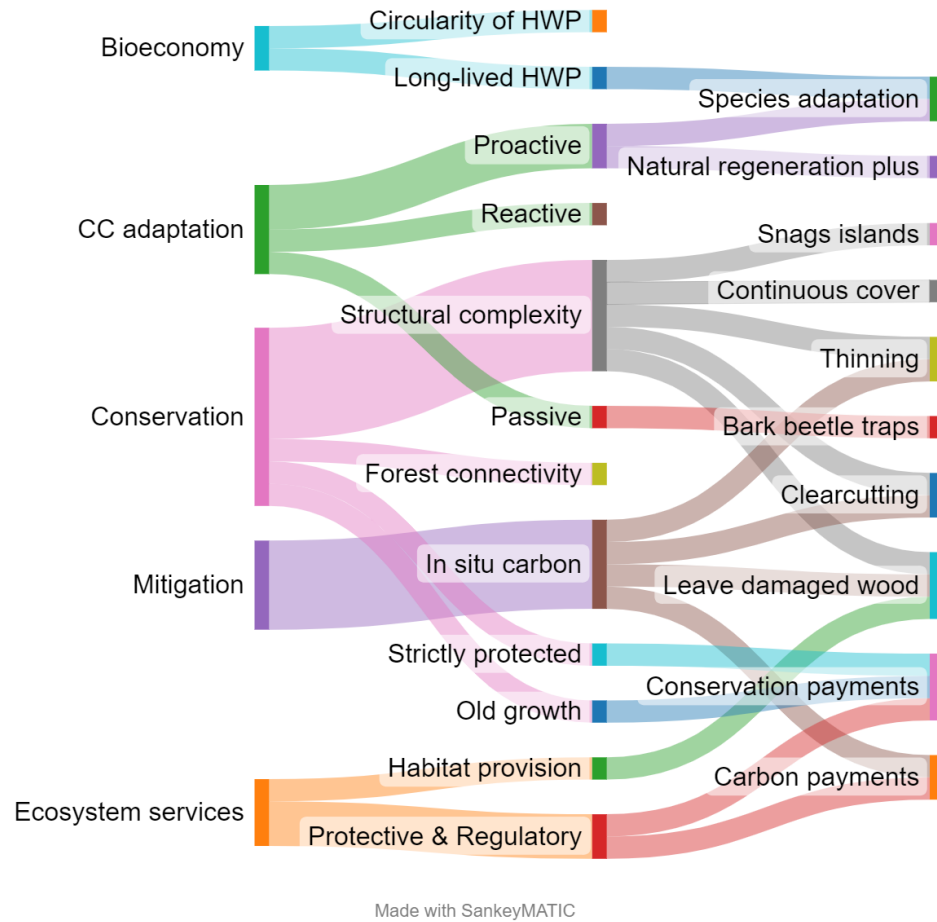 Bioeconomy
CC adaptation
Conservation
Mitigation
Ecosystem services
Circularity of HWP
Long-lived HWP
Proactive
Reactive
Structural complexity
Passive
Forest connectivity
In situ carbon
Strictly protected
Old growth
Habitat provision
Protective & Regulatory
Species adaptation
Natural regeneration plus
Snags islands
Continuous cover
Thinning
Bark beetle traps
Clearcutting
Leave damaged wood
Conservation payments
Carbon payments
Made with SankeyMATIC